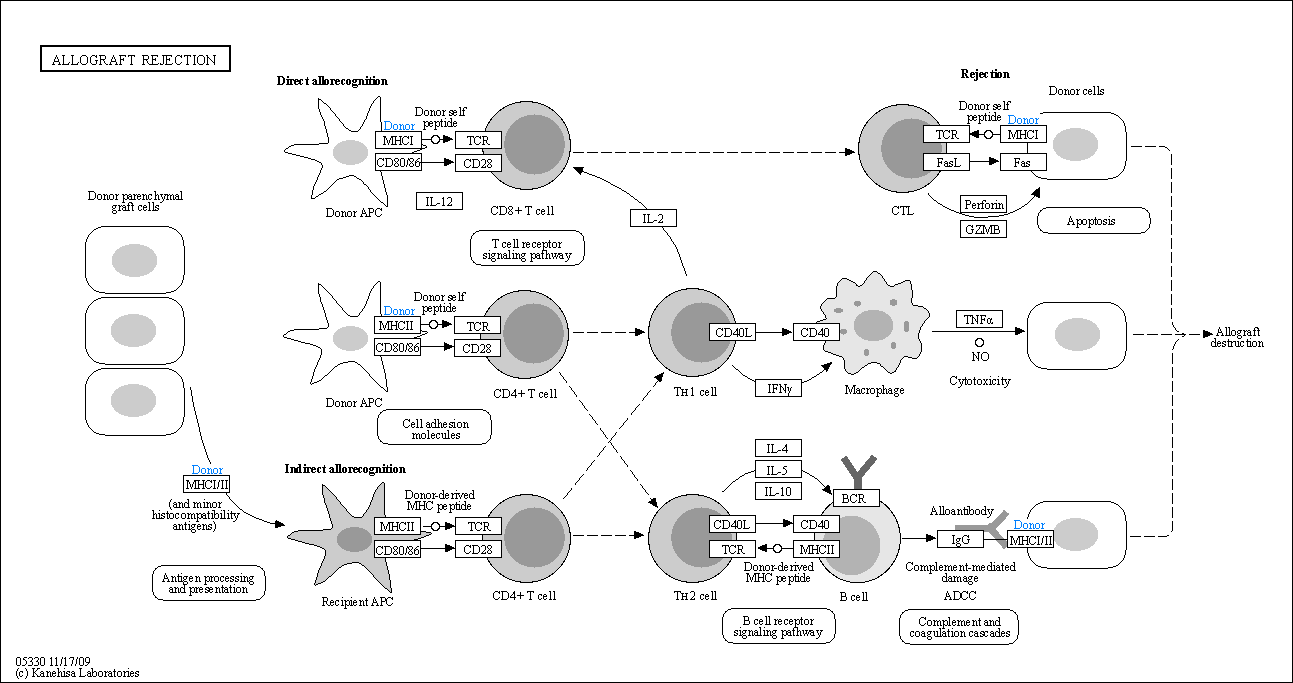 ALLOGRAFT REJECTION
Direct allorecognition
Donor
MHCI
Donor self
peptide
TCR
CD80/86
CD28
IL-12
Donor APC
CD8+ T cell
T cell receptor
signaling pathway
IL-2
Rejection
Donor cells
TCR
Donor self
peptide
Donor
MHCI
FasL
Fas
CTL
Perforin
GZMB
Apoptosis
Donor parenchymal
graft cells
Donor
MHCII
Donor self
peptide
TCR
CD80/86
CD28
Donor APC
CD4+ T cell
Cell adhesion
molecules
CD40L
CD40
TH1 cell
IFNγ
Macrophage
TNFα
NO
Cytotoxicity
Allograft
destruction
Donor
MHCI/II
(and minor
histocompatibility
antigens)
Antigen processing
and presentation
Indirect allorecognition
MHCII
Donor-derived
MHC peptide
TCR
CD80/86
CD28
Recipient APC
CD4+ T cell
IL-4
IL-5
IL-10
BCR
CD40L
CD40
TCR
MHCII
Donor-derived
MHC peptide
TH2 cell
B cell
B cell receptor
signaling pathway
Alloantibody
IgG
Donor
MHCI/II
Complement-mediated
damage
ADCC
Complement and
coagulation cascades
05330 11/17/09
(c) Kanehisa Laboratories